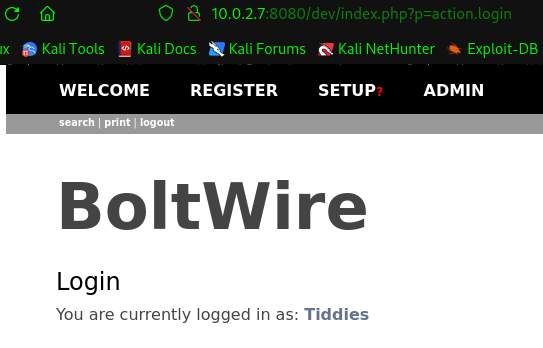 10.0.2.7:8080/dev/index.php?p=action.login
Kali Tools Kali Docs Kali Forums Kali NetHunter Exploit-DB
WELCOME REGISTER SETUP? ADMIN
search | print | logout
BoltWire
Login
You are currently logged in as: Tiddies